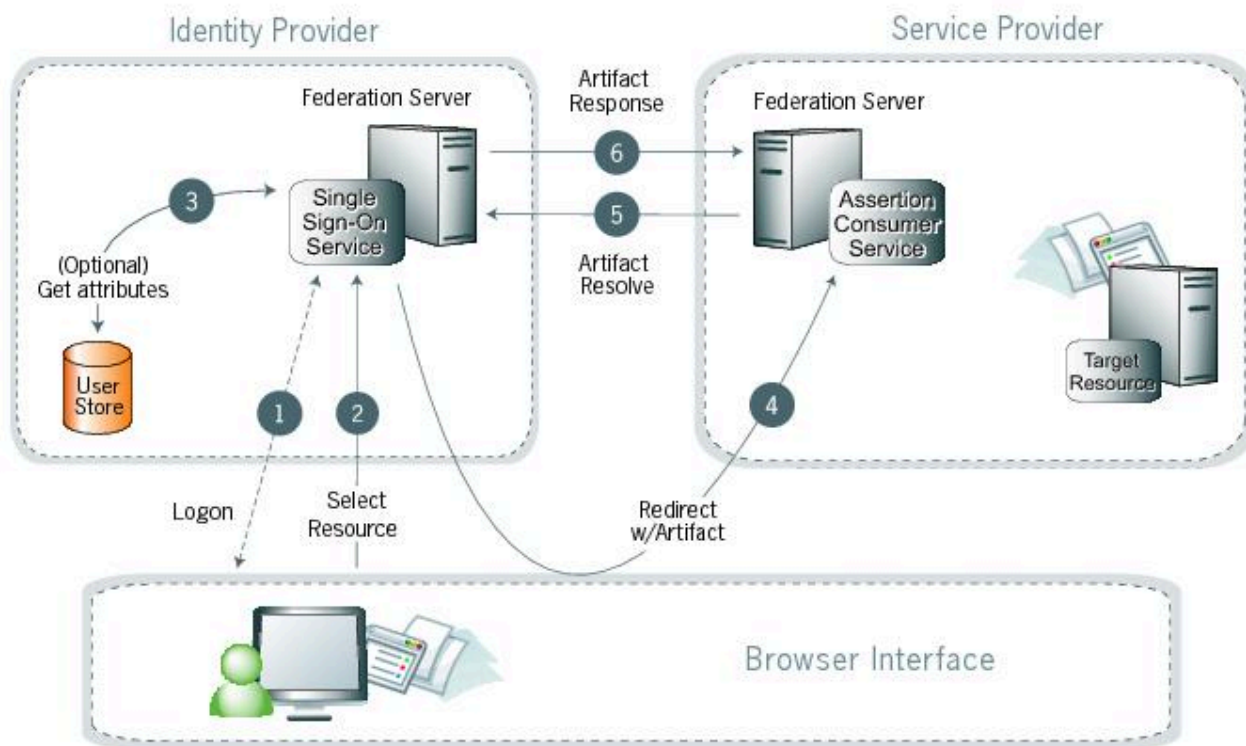 Identity Provider
Service Provider
Federation Server
Artifact
Response
Federation Server
6
3
Single
Sign-On
Service
5
Assertion
Consumer
Service
(Optional)
Get attributes
Artifact
Resolve
User
Store
1
2
4
Target
Resource
Logon
Select
Resource
Redirect
w/Artifact
Browser Interface